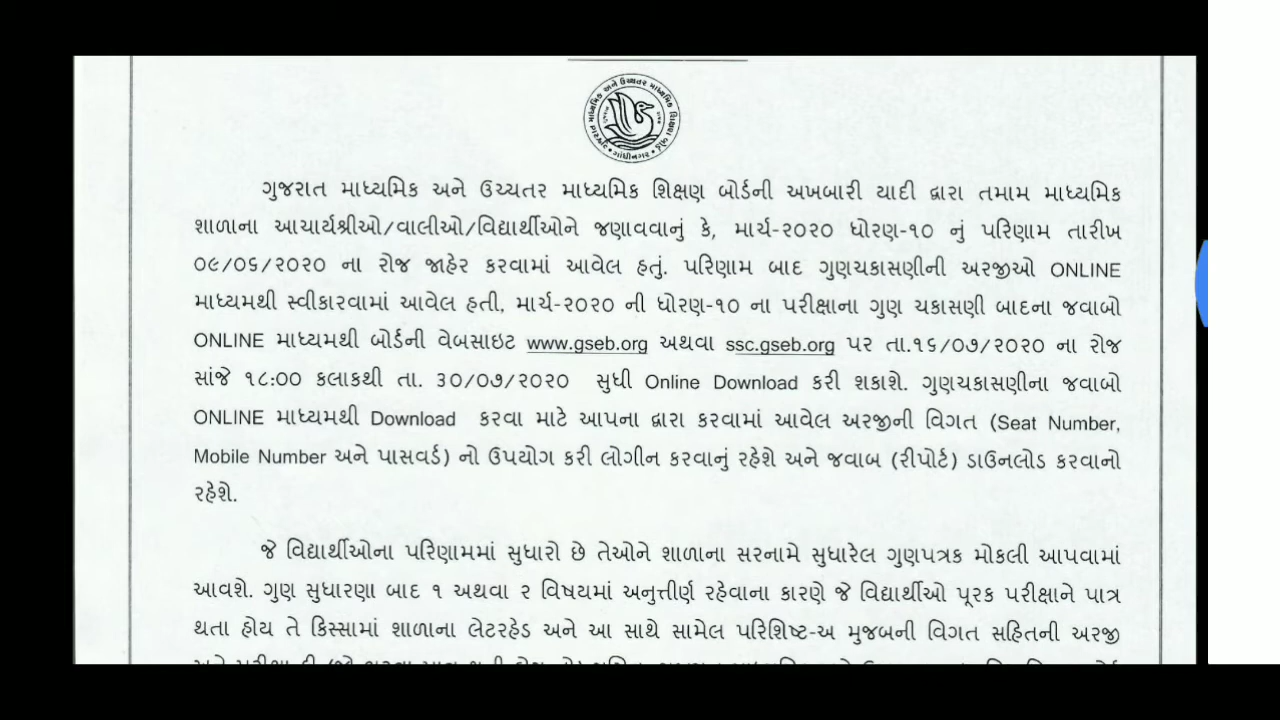 ગુજરાત માધ્યમિક અને ઉચ્ચતર માધ્યમિક શિક્ષણ બોર્ડની અખબારી યાદી દ્વારા તમામ માધ્યમિક
શાળાના આચાર્યશ્રીઓ/વાલીઓ/વિદ્યાર્થીઓને જણાવવાનું કે, માર્ચ-૨૦૨૦ ધોરણ-૧૦ નું પરિણામ તારીખ
૦૯/૦૬/૨૦૨૦ ના રોજ જાહેર કરવામાં આવેલ હતું. પરિણામ બાદ ગુણચકાસણીની અરજીઓ ONLINE
માધ્યમથી સ્વીકારવામાં આવેલ હતી, માર્ચ-૨૦૨૦ ની ધોરણ-૧૦ ના પરીક્ષાના ગુણ ચકાસણી બાદના જવાબો
ONLINE માધ્યમથી બોર્ડની વેબસાઇટ www.gseb.org અથવા ssc.gseb.org પર તા.૧૬/૦૭/૨૦૨૦ ના રોજ
સાંજે ૧૮:૦૦ કલાકથી તા. ૩૦/૦૭/૨૦૨૦ સુધી Online Download કરી શકાશે. ગુણચકાસણીના જવાબો
ONLINE માધ્યમથી Download કરવા માટે આપના દ્વારા કરવામાં આવેલ અરજીની વિગત (Seat Number,
Mobile Number અને પાસવર્ડ) નો ઉપયોગ કરી લોગીન કરવાનું રહેશે અને જવાબ (રીપોર્ટ) ડાઉનલોડ કરવાનો
રહેશે.
જે વિદ્યાર્થીઓના પરિણામમાં સુધારો છે તેઓને શાળાના સરનામે સુધારેલ ગુણપત્રક મોકલી આપવામાં
આવશે. ગુણ સુધારણા બાદ ૧ અથવા ૨ વિષયમાં અનુત્તીર્ણ રહેવાના કારણે જે વિદ્યાર્થીઓ પૂરક પરીક્ષાને પાત્ર
થતા હોય તે કિસ્સામાં શાળાના લેટરહેડ અને આ સાથે સામેલ પરિશિષ્ટ-અ મુજબની વિગત સહિતની અરજી